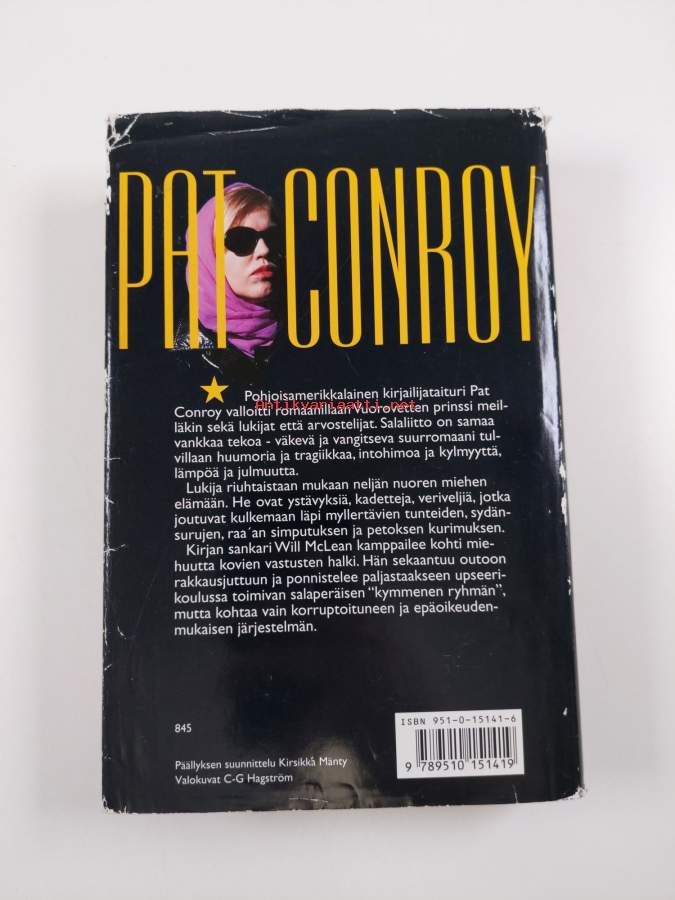 PAT CONROY
Pohjoisamerikkalainen kirjailijataituri Pat
Antikvariaatti.net
Conroy valloitti romaanillaan Vuorovetten prinssi meil-
läkin sekä lukijat että arvostelijat. Salaliitto on samaa
vankkaa tekoa - väkevä ja vangitseva suurromaani tul-
villaan huumoria ja tragiikkaa, intohimoa ja kylmyyttä,
lämpöä ja julmuutta.
Lukija riuhtaistaan mukaan neljän nuoren miehen
elämään. He ovat ystävyksiä, kadetteja, veriveljiä, jotka
joutuvat kulkemaan läpi myllertävien tunteiden, sydän-
surujen, raa´an simputuksen ja petoksen kurimuksen.
Kirjan sankari Will McLean kamppailee kohti mie-
huutta kovien vastusten halki. Hän sekaantuu outoon
rakkausjuttuun ja ponnistelee paljastaakseen upseeri-
koulussa toimivan salaperäisen “kymmenen ryhmän”,
mutta kohtaa vain korruptoituneen ja epäoikeuden-
mukaisen järjestelmän.
845
Päällyksen suunnittelu Kirsikka Mänty
Valokuvat C-G Hagström
ISBN 951-0-15141-6
9 789510 151419